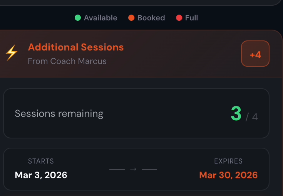 Available Booked Full
Additional Sessions
+4
From Coach Marcus
Sessions remaining 3 / 4
STARTS EXPIRES
Mar 3, 2026 → Mar 30, 2026